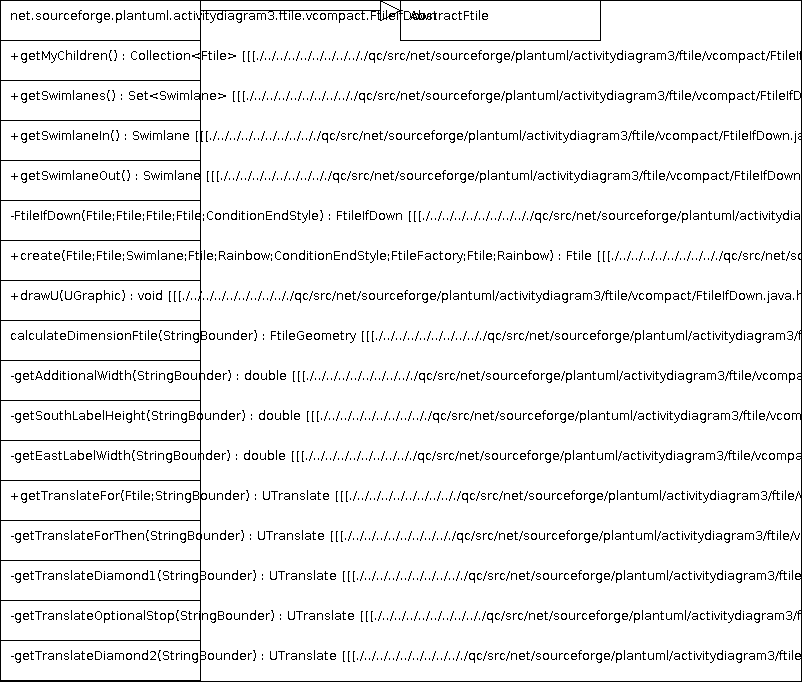 net.sourceforge.plantuml.activitydiagram3.ftile.vcompact.FtileIfDown
AbstractFtile
+getMyChildren() : Collection<Ftile> [[[./../../../../../../../../../qc/src/net/sourceforge/plantuml/activitydiagram3/ftile/vcompact/FtileI
+getSwimlanes() : Set<Swimlane> [[[./../../../../../../../../../qc/src/net/sourceforge/plantuml/activitydiagram3/ftile/vcompact/FtileIfD
+getSwimlaneIn() : Swimlane [[[./../../../../../../../../../qc/src/net/sourceforge/plantuml/activitydiagram3/ftile/vcompact/FtileIfDown.ja
+getSwimlaneOut() : Swimlane [[[./../../../../../../../../../qc/src/net/sourceforge/plantuml/activitydiagram3/ftile/vcompact/FtileIfDown
-FtileIfDown(Ftile;Ftile;Ftile;Ftile;ConditionEndStyle) : FtileIfDown [[[./../../../../../../../../../qc/src/net/sourceforge/plantuml/activitydia
+create(Ftile;Ftile;Swimlane;Ftile;Rainbow;ConditionEndStyle;FtileFactory;Ftile;Rainbow) : Ftile [[[./../../../../../../../../../qc/src/net/so
+drawU(UGraphic) : void [[[./../../../../../../../../../qc/src/net/sourceforge/plantuml/activitydiagram3/ftile/vcompact/FtileIfDown.java.h
calculateDimensionFtile(StringBounder) : FtileGeometry [[[./../../../../../../../../../qc/src/net/sourceforge/plantuml/activitydiagram3/f
-getAdditionalWidth(StringBounder) : double [[[./../../../../../../../../../qc/src/net/sourceforge/plantuml/activitydiagram3/ftile/vcompa
-getSouthLabelHeight(StringBounder) : double [[[./../../../../../../../../../qc/src/net/sourceforge/plantuml/activitydiagram3/ftile/vcom
-getEastLabelWidth(StringBounder) : double [[[./../../../../../../../../../qc/src/net/sourceforge/plantuml/activitydiagram3/ftile/vcompa
+getTranslateFor(Ftile;StringBounder) : UTranslate [[[./../../../../../../../../../qc/src/net/sourceforge/plantuml/activitydiagram3/ftile/v
-getTranslateForThen(StringBounder) : UTranslate [[[./../../../../../../../../../qc/src/net/sourceforge/plantuml/activitydiagram3/ftile/v
-getTranslateDiamond1(StringBounder) : UTranslate [[[./../../../../../../../../../qc/src/net/sourceforge/plantuml/activitydiagram3/ftile
-getTranslateOptionalStop(StringBounder) : UTranslate [[[./../../../../../../../../../qc/src/net/sourceforge/plantuml/activitydiagram3/f
-getTranslateDiamond2(StringBounder) : UTranslate [[[./../../../../../../../../../qc/src/net/sourceforge/plantuml/activitydiagram3/ftile